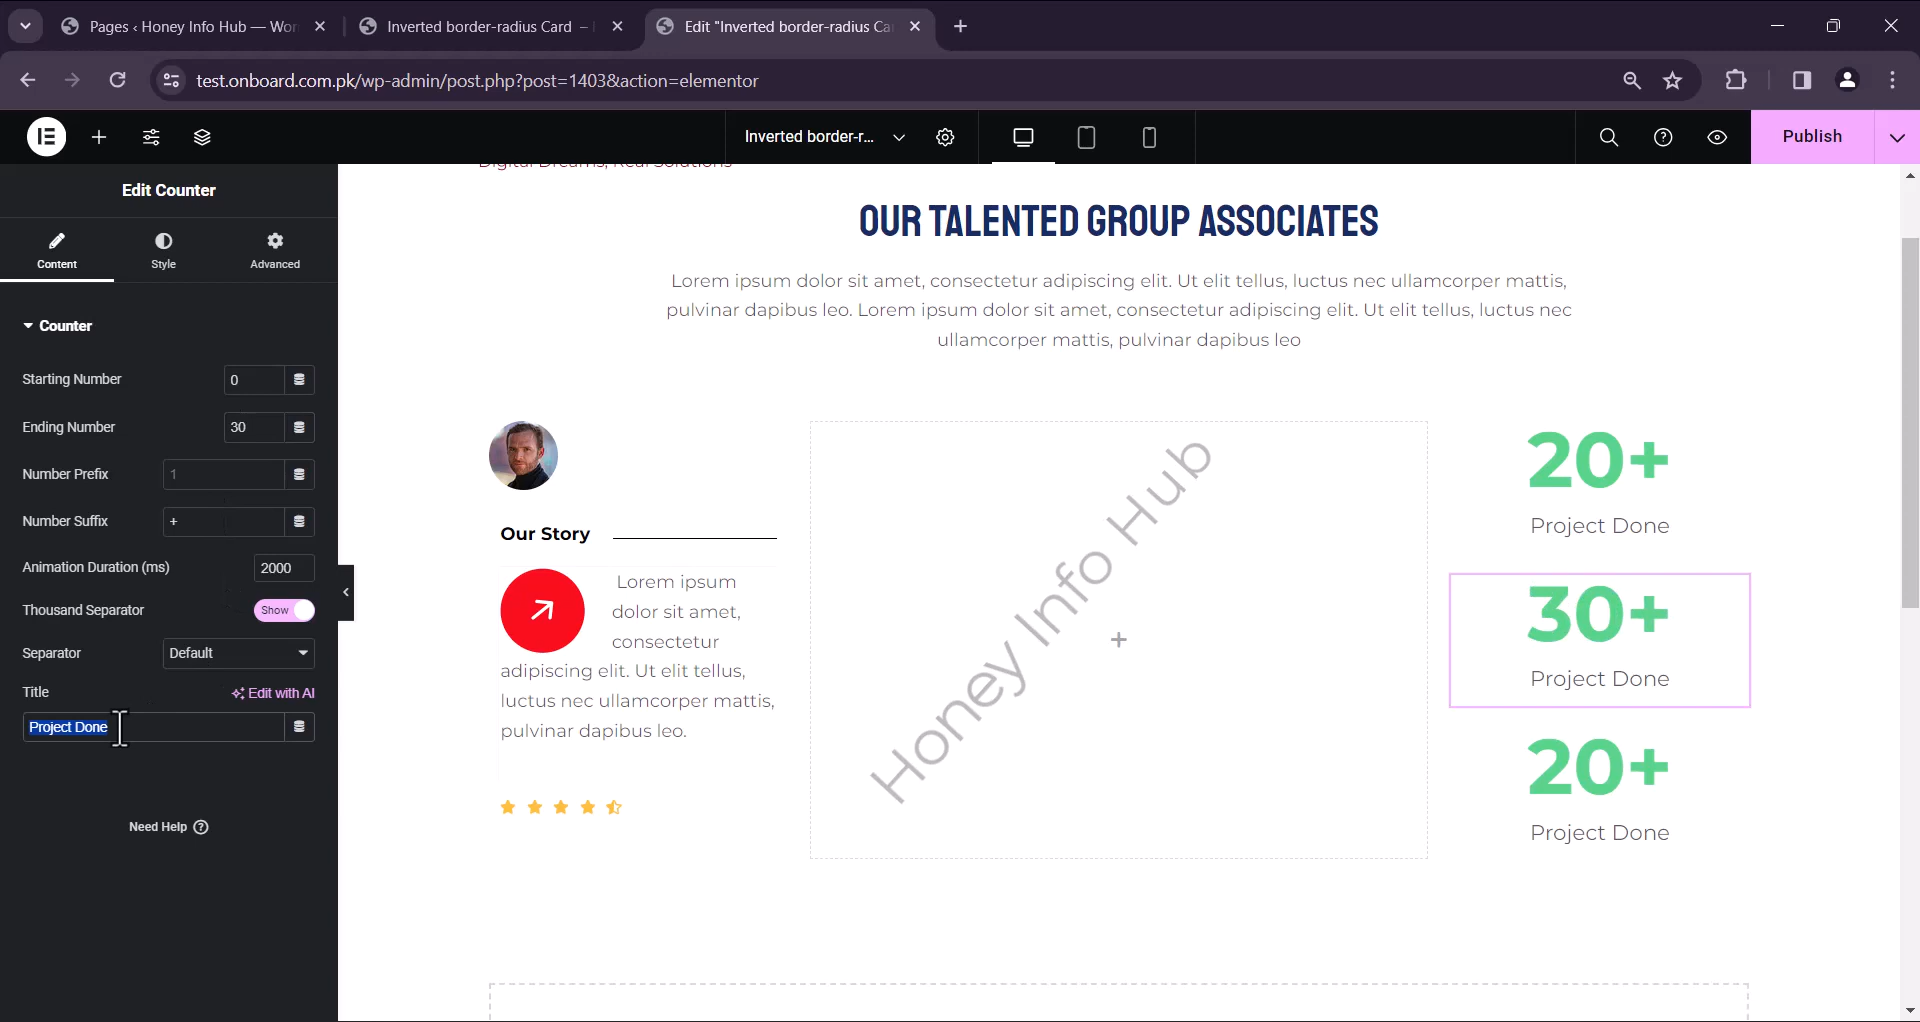 Pages ‹ Honey Info Hub — Wor
Inverted border-radius Card –
Edit "Inverted border-radius Ca
test.onboard.com.pk/wp-admin/post.php?post=1403&action=elementor
Inverted border-r...
Publish
Edit Counter
Content
Style
Advanced
Counter
Starting Number
0
Ending Number
30
Number Prefix
1
Number Suffix
+
Animation Duration (ms)
2000
Thousand Separator
Show
Separator
Default
Title
Edit with AI
Project Done
Need Help
Digital Dreams, Real Solutions
OUR TALENTED GROUP ASSOCIATES
Lorem ipsum dolor sit amet, consectetur adipiscing elit. Ut elit tellus, luctus nec ullamcorper mattis,
pulvinar dapibus leo. Lorem ipsum dolor sit amet, consectetur adipiscing elit. Ut elit tellus, luctus nec
ullamcorper mattis, pulvinar dapibus leo
Our Story
Lorem ipsum
dolor sit amet,
consectetur
adipiscing elit. Ut elit tellus,
luctus nec ullamcorper mattis,
pulvinar dapibus leo.
Honey Info Hub
20+
Project Done
30+
Project Done
20+
Project Done